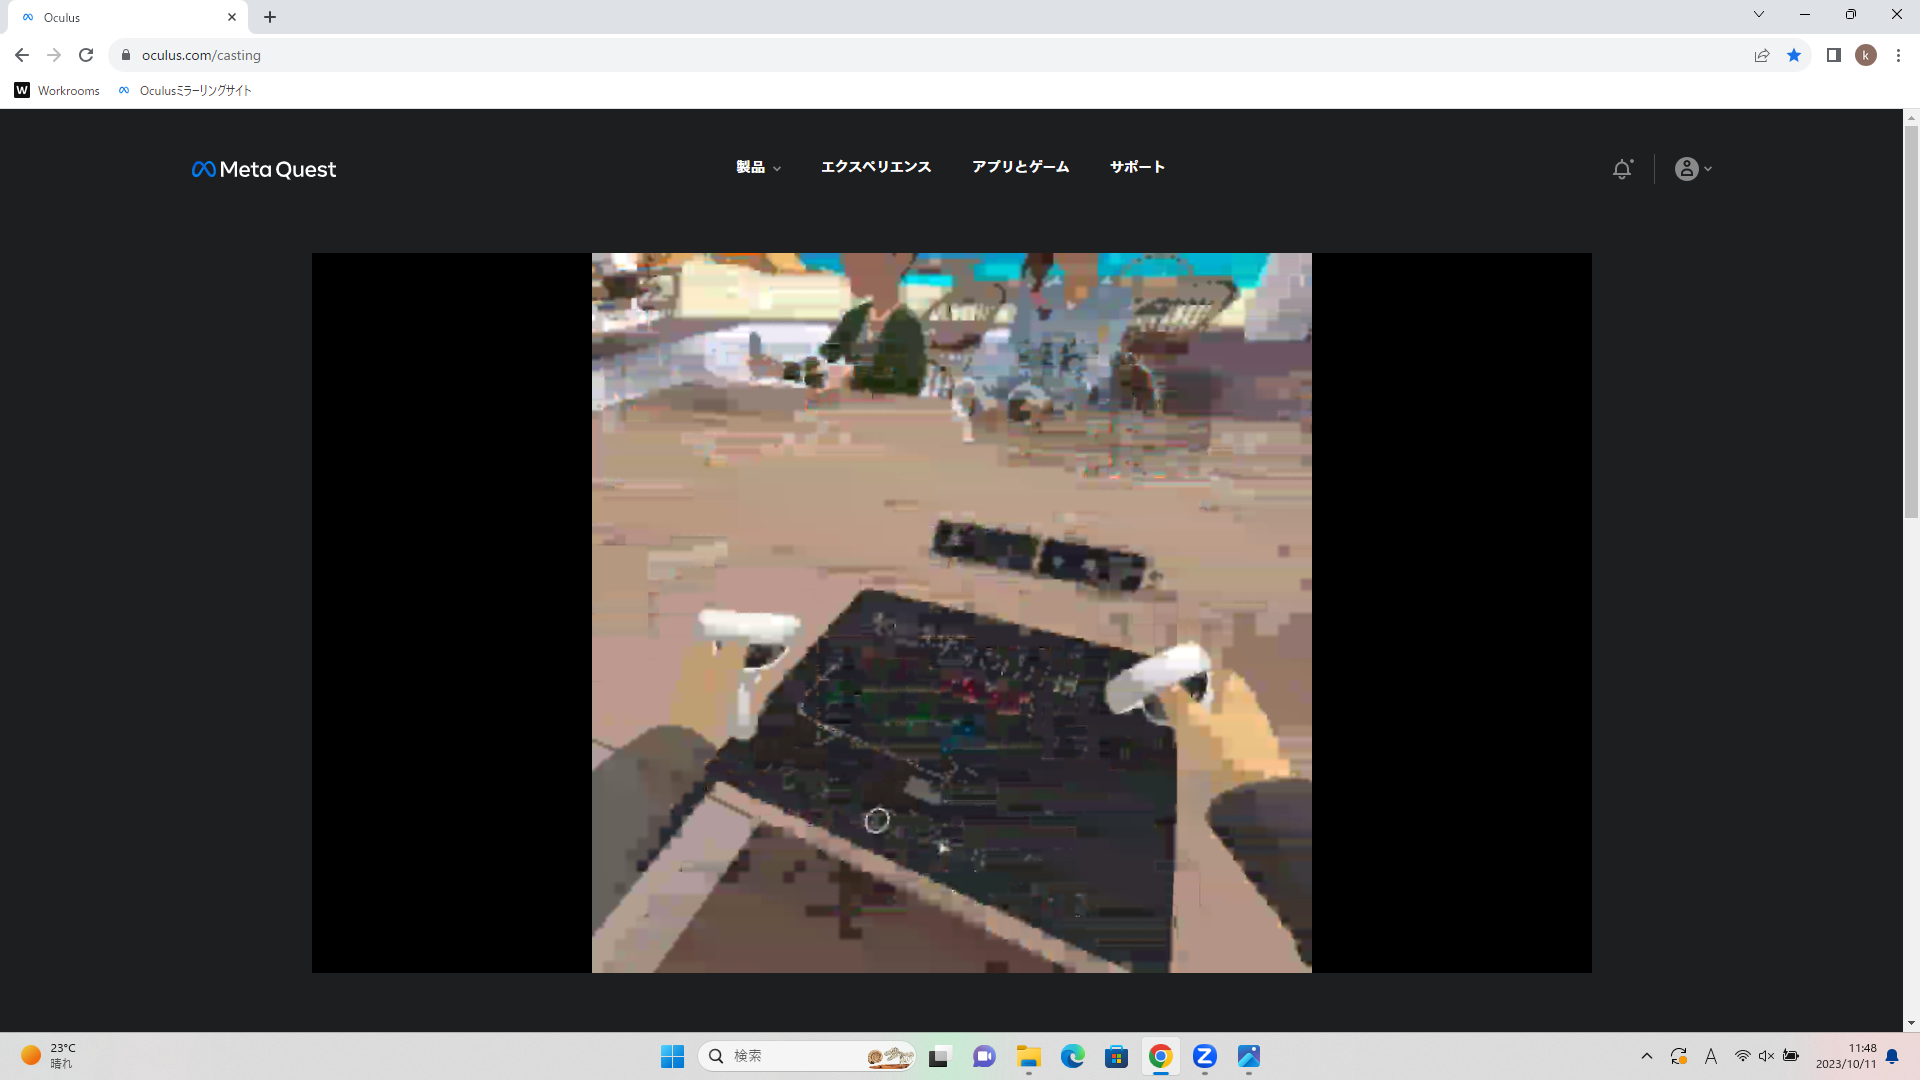 Oculus
oculus.com/casting
k
W Workrooms
Oculusミラーリングサイト
Meta Quest
製品
エクスペリエンス
アプリとゲーム
サポート
23°C
晴れ
検索
A
11:48
2023/10/11